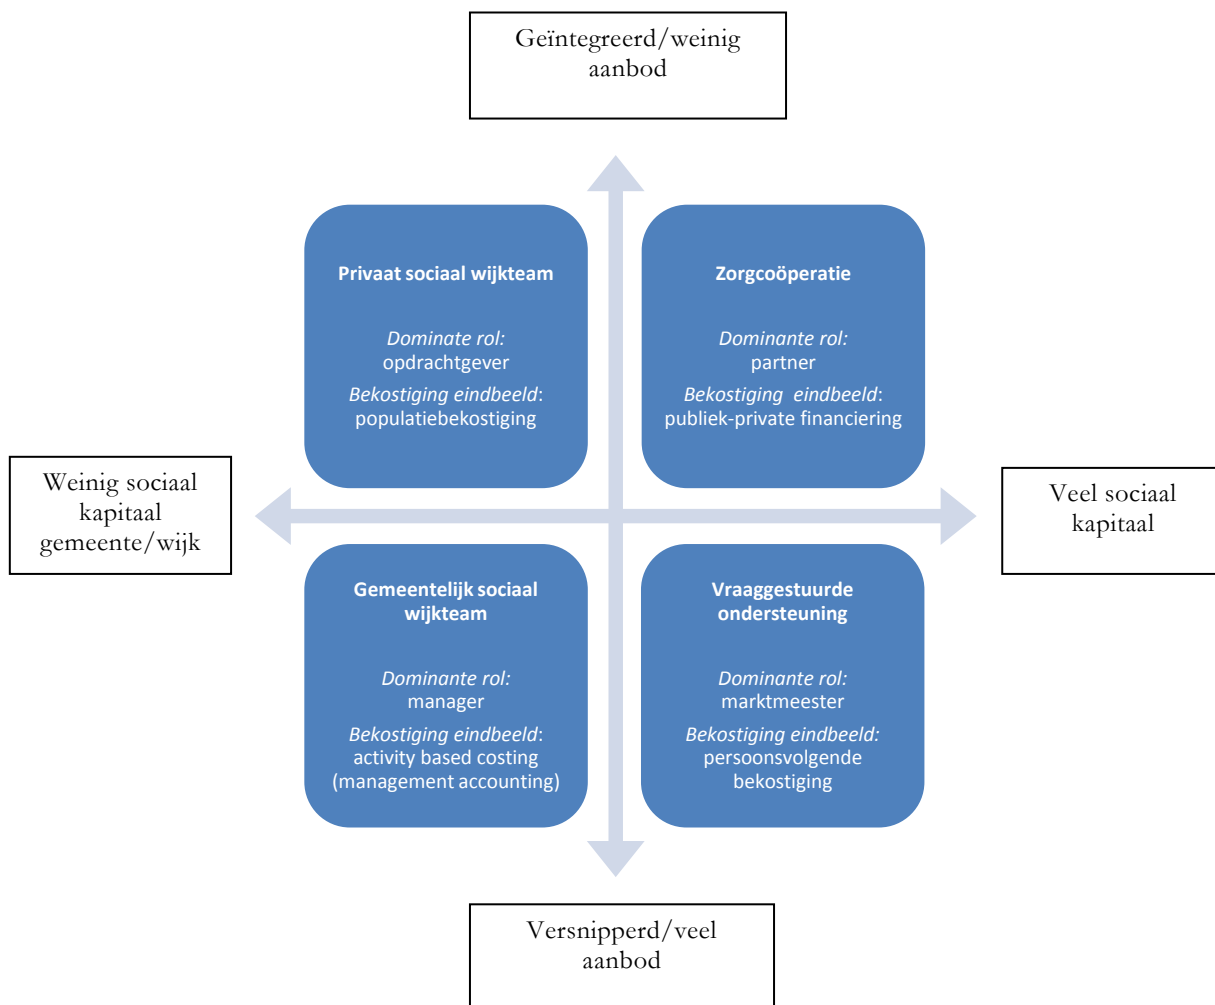 Geïntegreerd/weinig
aanbod
Privaat sociaal wijkteam
Dominate rol:
opdrachtgever
Bekostiging eindbeeld:
populatiebekostiging
Zorgcoöperatie
Dominante rol:
partner
Bekostiging eindbeeld:
publiek-private financiering
Weinig sociaal
kapitaal
gemeente/wijk
Veel sociaal
kapitaal
Gemeentelijk sociaal
wijkteam
Dominante rol:
manager
Bekostiging eindbeeld:
activity based costing
(management accounting)
Vraaggestuurde
ondersteuning
Dominante rol:
marktmeester
Bekostiging eindbeeld:
persoonsvolgende
bekostiging
Versnipperd/veel
aanbod